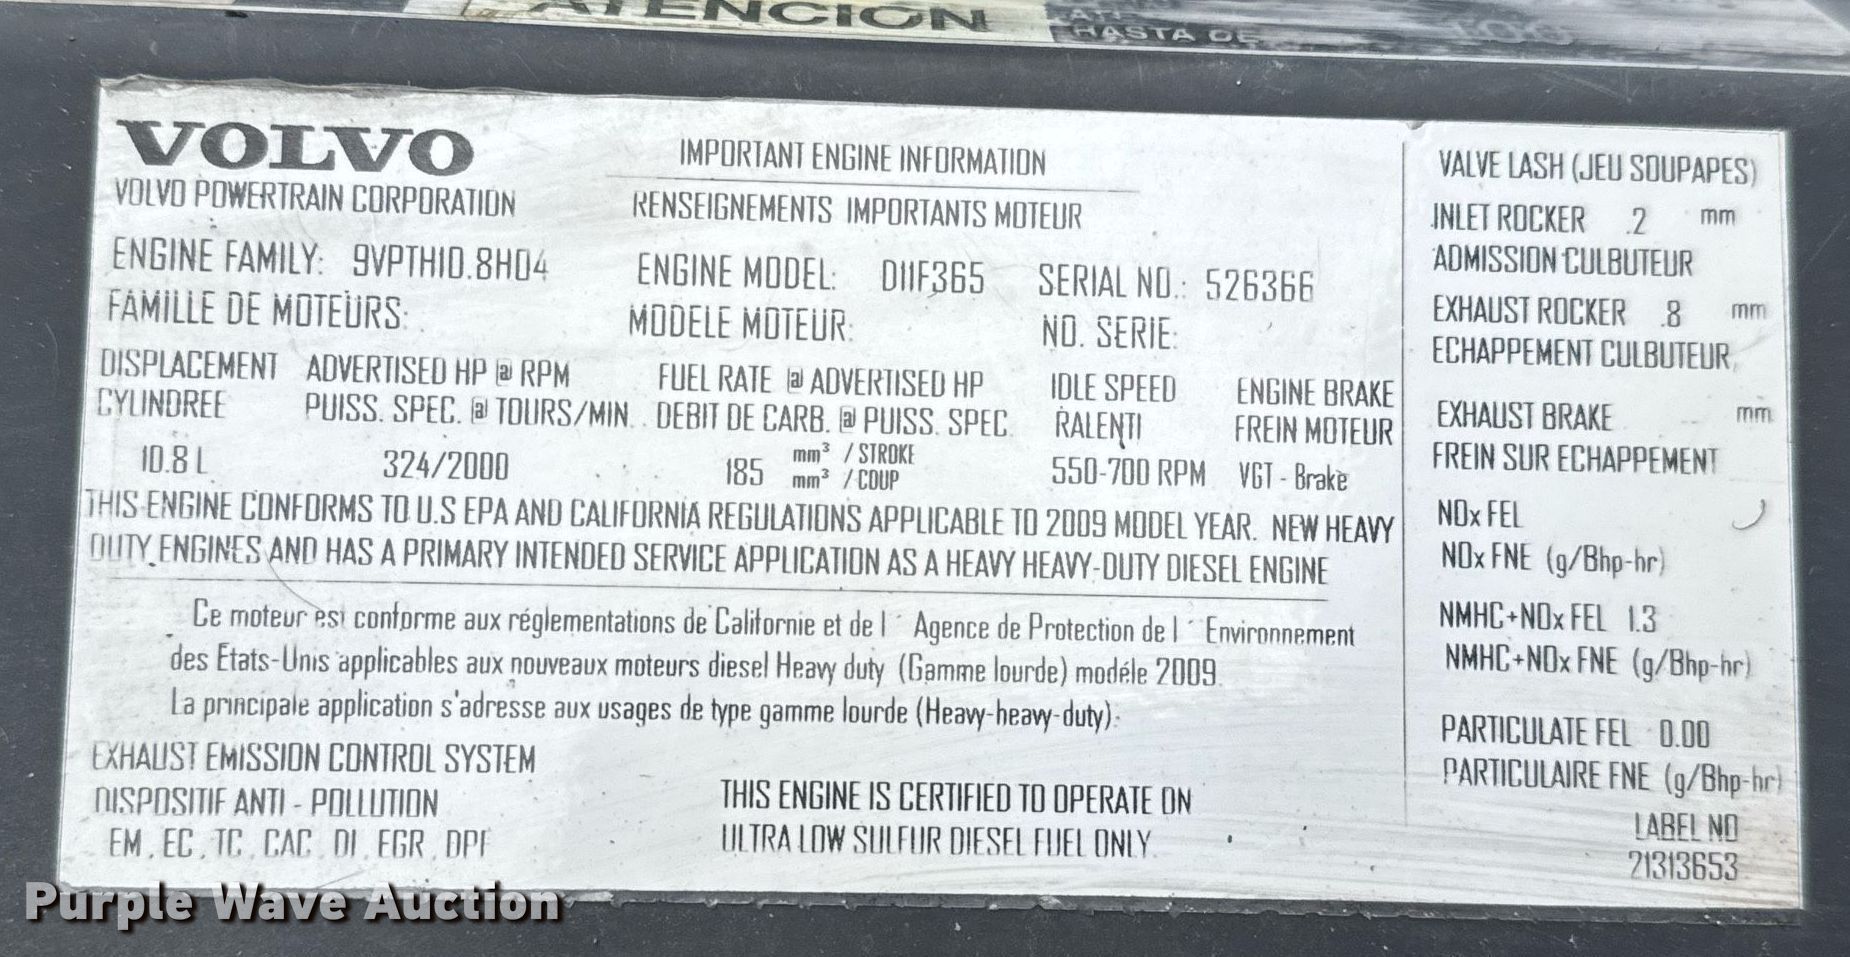 ATENCIÓN
HASTA DE
VOLVO
VOLVO POWERTRAIN CORPORATION
IMPORTANT ENGINE INFORMATION
RENSEIGNEMENTS IMPORTANTS MOTEUR
ENGINE FAMILY: 9VPTH10.8H04 ENGINE MODEL: D11F365 SERIAL NO.: 526366
FAMILLE DE MOTEURS: MODELE MOTEUR: NO. SERIE:
DISPLACEMENT ADVERTISED HP @ RPM FUEL RATE @ ADVERTISED HP IDLE SPEED ENGINE BRAKE
CYLINDREE PUISS. SPEC. @ TOURS/MIN. DEBIT DE CARB. @ PUISS. SPEC. RALENTI FREIN MOTEUR
10.8 L 324/2000 185 mm³ / STROKE 550-700 RPM VGT - Brake
mm³ / COUP
THIS ENGINE CONFORMS TO U.S EPA AND CALIFORNIA REGULATIONS APPLICABLE TO 2009 MODEL YEAR. NEW HEAVY
DUTY ENGINES AND HAS A PRIMARY INTENDED SERVICE APPLICATION AS A HEAVY HEAVY-DUTY DIESEL ENGINE
Ce moteur est conforme aux réglementations de Californie et de l ´ Agence de Protection de l ´ Environnement
des Etats-Unis applicables aux nouveaux moteurs diesel Heavy duty (Gamme lourde) modéle 2009.
La principale application s'adresse aux usages de type gamme lourde (Heavy-heavy-duty).
EXHAUST EMISSION CONTROL SYSTEM
DISPOSITIF ANTI - POLLUTION
EM , EC , TC , CAC , DI , EGR , DPF
THIS ENGINE IS CERTIFIED TO OPERATE ON
ULTRA LOW SULFUR DIESEL FUEL ONLY
VALVE LASH (JEU SOUPAPES)
INLET ROCKER .2 mm
ADMISSION CULBUTEUR
EXHAUST ROCKER .8 mm
ECHAPPEMENT CULBUTEUR
EXHAUST BRAKE mm
FREIN SUR ECHAPPEMENT
NOx FEL
NOx FNE (g/Bhp-hr)
NMHC+NOx FEL 1.3
NMHC+NOx FNE (g/Bhp-hr)
PARTICULATE FEL 0.00
PARTICULAIRE FNE (g/Bhp-hr)
LABEL NO
21313653
Purple Wave Auction